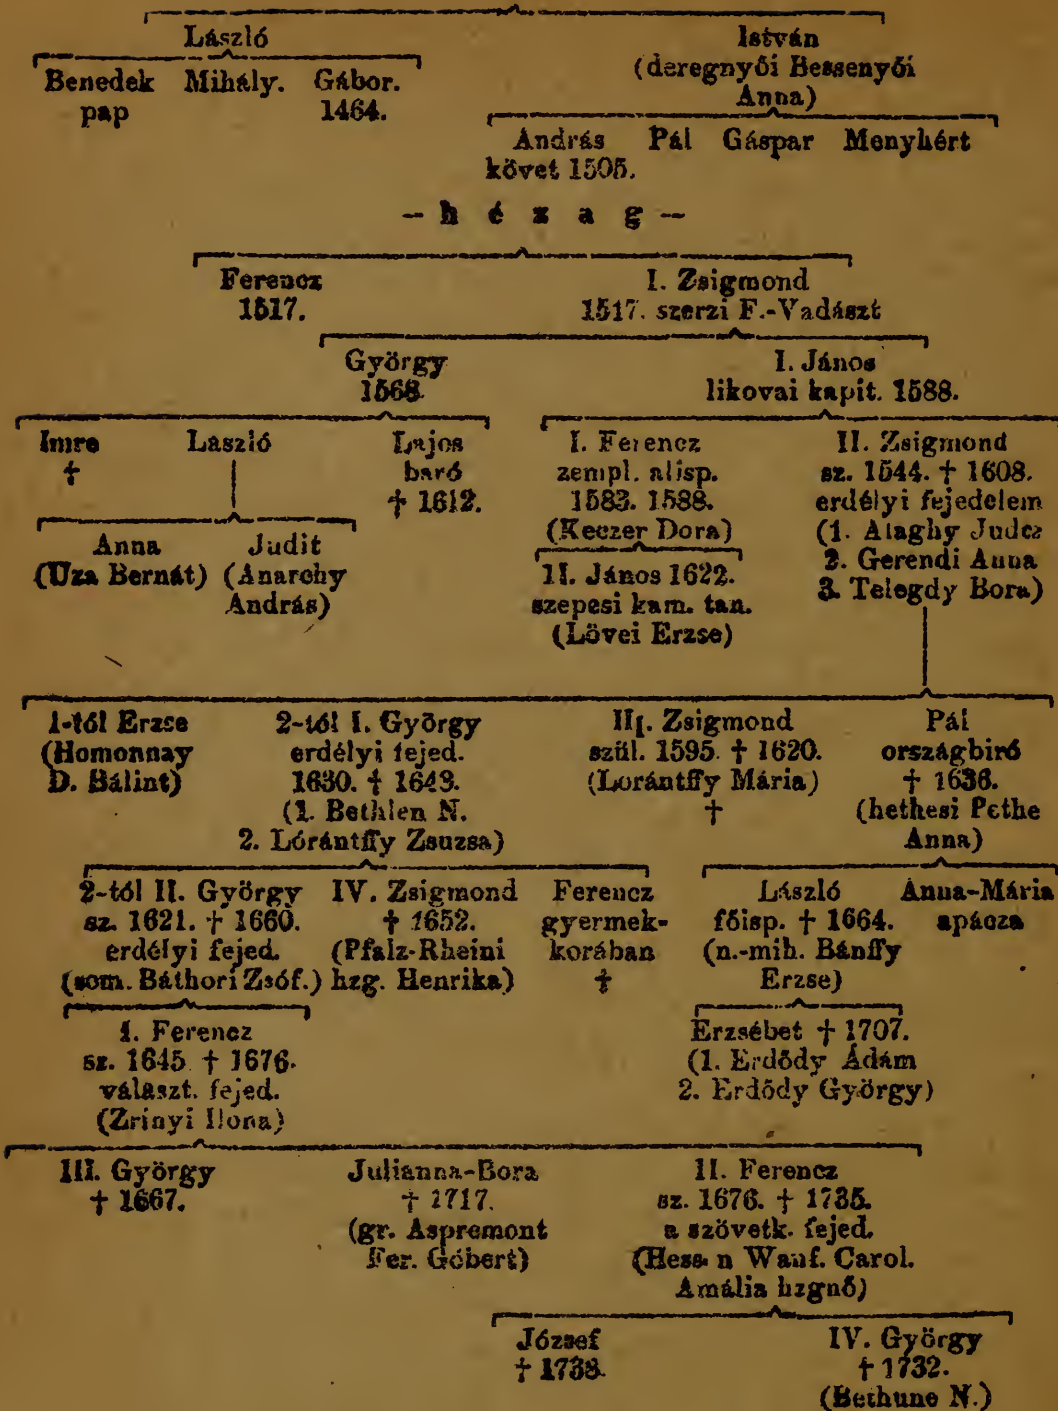 László
István
(deregnyői Bessenyői
Anna)
Benedek Mihály. Gábor.
pap 1464.
András Pál Gáspar Menyhért
követ 1505.
– h é z a g –
Ferencz
1517.
I. Zsigmond
1517. szerzi F.-Vadászt
György
1568.
I. János
likovai kapit. 1588.
Imre
†
Laszló
Lajos
baró
† 1612.
I. Ferencz
zempl. alisp.
1583. 1588.
(Keczer Dora)
II. Zsigmond
sz. 1544. † 1608.
erdélyi fejedelem
(1. Alaghy Judez
2. Gerendi Anna
3. Telegdy Bora)
Anna
(Uza Bernát)
Judit
(Anarchy
András)
II. János 1622.
szepesi kam. tan.
(Lövei Erzse)
1-től Erzse
(Homonnay
D. Bálint)
2-től I. György
erdélyi fejed.
1630. † 1643.
(1. Bethlen N.
2. Lórántffy Zsuzsa)
III. Zsigmond
szül. 1595. † 1620.
(Lorántffy Mária)
†
Pál
országbiró
† 1636.
(hethesi Pethe
Anna)
2-tól II. György
sz. 1621. † 1660.
erdélyi fejed.
(som. Báthori Zsóf.)
IV. Zsigmond
† 1652.
(Pfalz-Rheini
hzg. Henrika)
Ferencz
gyermek-
korában
†
László
főisp. † 1664.
(n.-mih. Bánffy
Erzse)
Anna-Mária
apácza
I. Ferencz
sz. 1645 † 1676.
választ. fejed.
(Zrinyi Ilona)
Erzsébet † 1707.
(1. Erdődy Ádám
2. Erdődy György)
III. György
† 1667.
Julianna-Bora
† 1717.
(gr. Aspremont
Fer. Góbert)
II. Ferencz
sz. 1676. † 1735.
a szövetk. fejed.
(Hess. n Wanf. Carol.
Amália hzgnő)
József
† 1738.
IV. György
† 1732.
(Bethune N.)